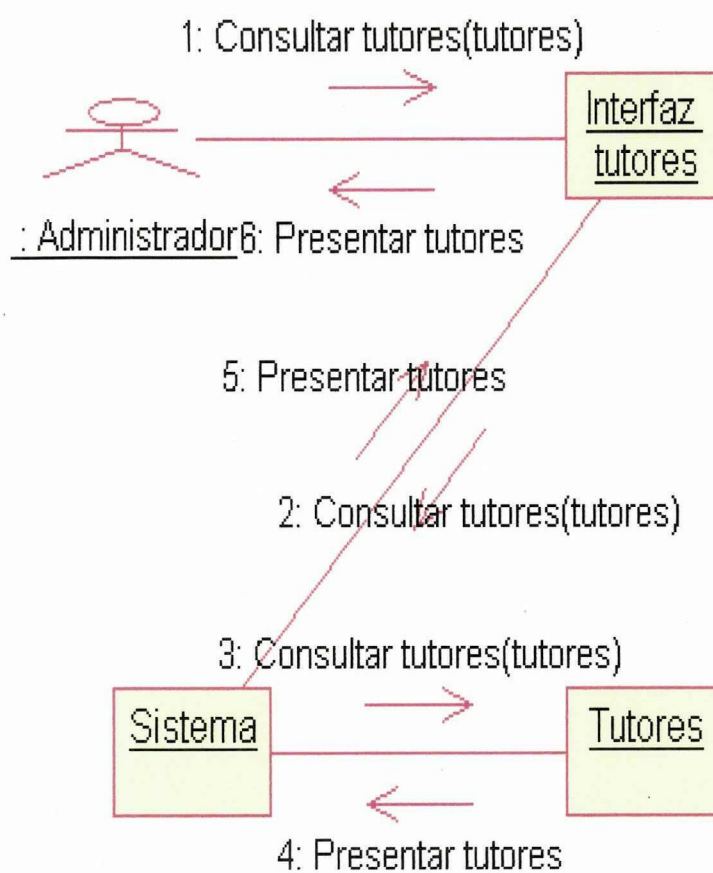 1: Consultar tutores(tutores)
Interfaz
tutores
: Administrador
6: Presentar tutores
5: Presentar tutores
2: Consultar tutores(tutores)
3: Consultar tutores(tutores)
Sistema
Tutores
4: Presentar tutores